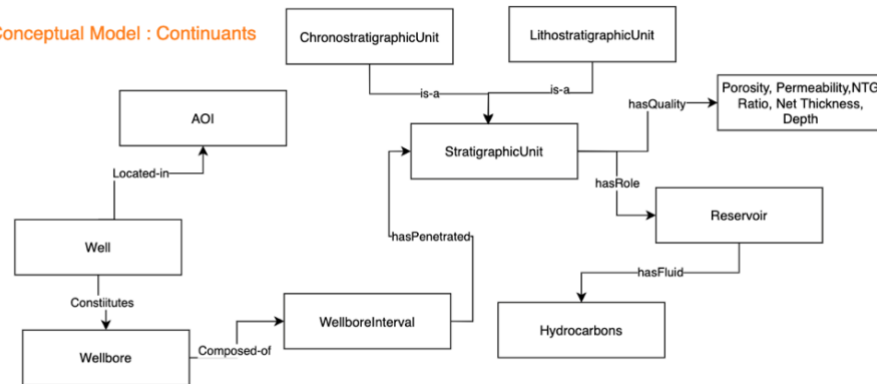 Conceptual Model : Continuants
ChronostratigraphicUnit
LithostratigraphicUnit
is-a
is-a
hasQuality
Porosity, Permeability,NTG
Ratio, Net Thickness,
Depth
AOI
StratigraphicUnit
Located-in
hasRole
Reservoir
Well
hasPenetrated
hasFluid
Constiitutes
WellboreInterval
Hydrocarbons
Wellbore
Composed-of